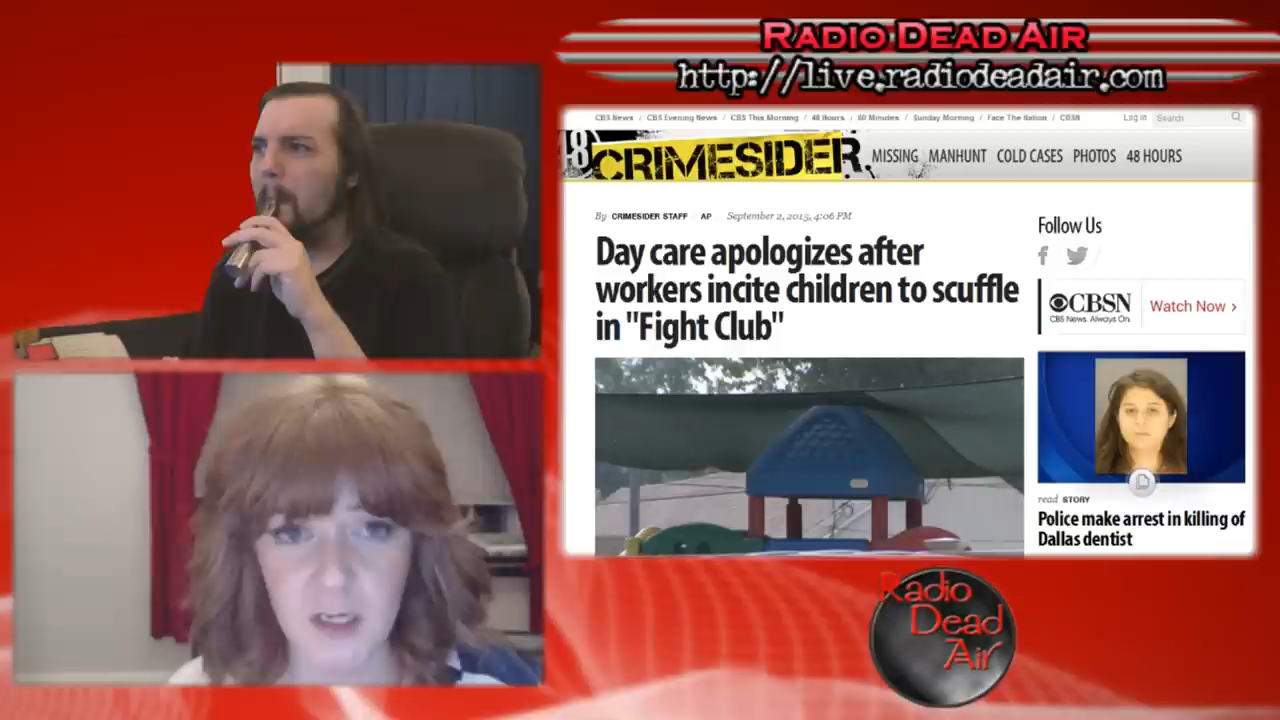 Radio Dead Air
http://live.radiodeadair.com
CBS News / CBS Evening News / CBS This Morning / 48 Hours / 60 Minutes / Sunday Morning / Face The Nation / CBSN Log In Search
48 CRIMESIDER MISSING MANHUNT COLD CASES PHOTOS 48 HOURS
By CRIMESIDER STAFF AP September 2, 2015, 4:06 PM
Day care apologizes after
workers incite children to scuffle
in "Fight Club"
Follow Us
CBSN Watch Now >
CBS News. Always On.
read STORY
Police make arrest in killing of
Dallas dentist
Radio
Dead
Air